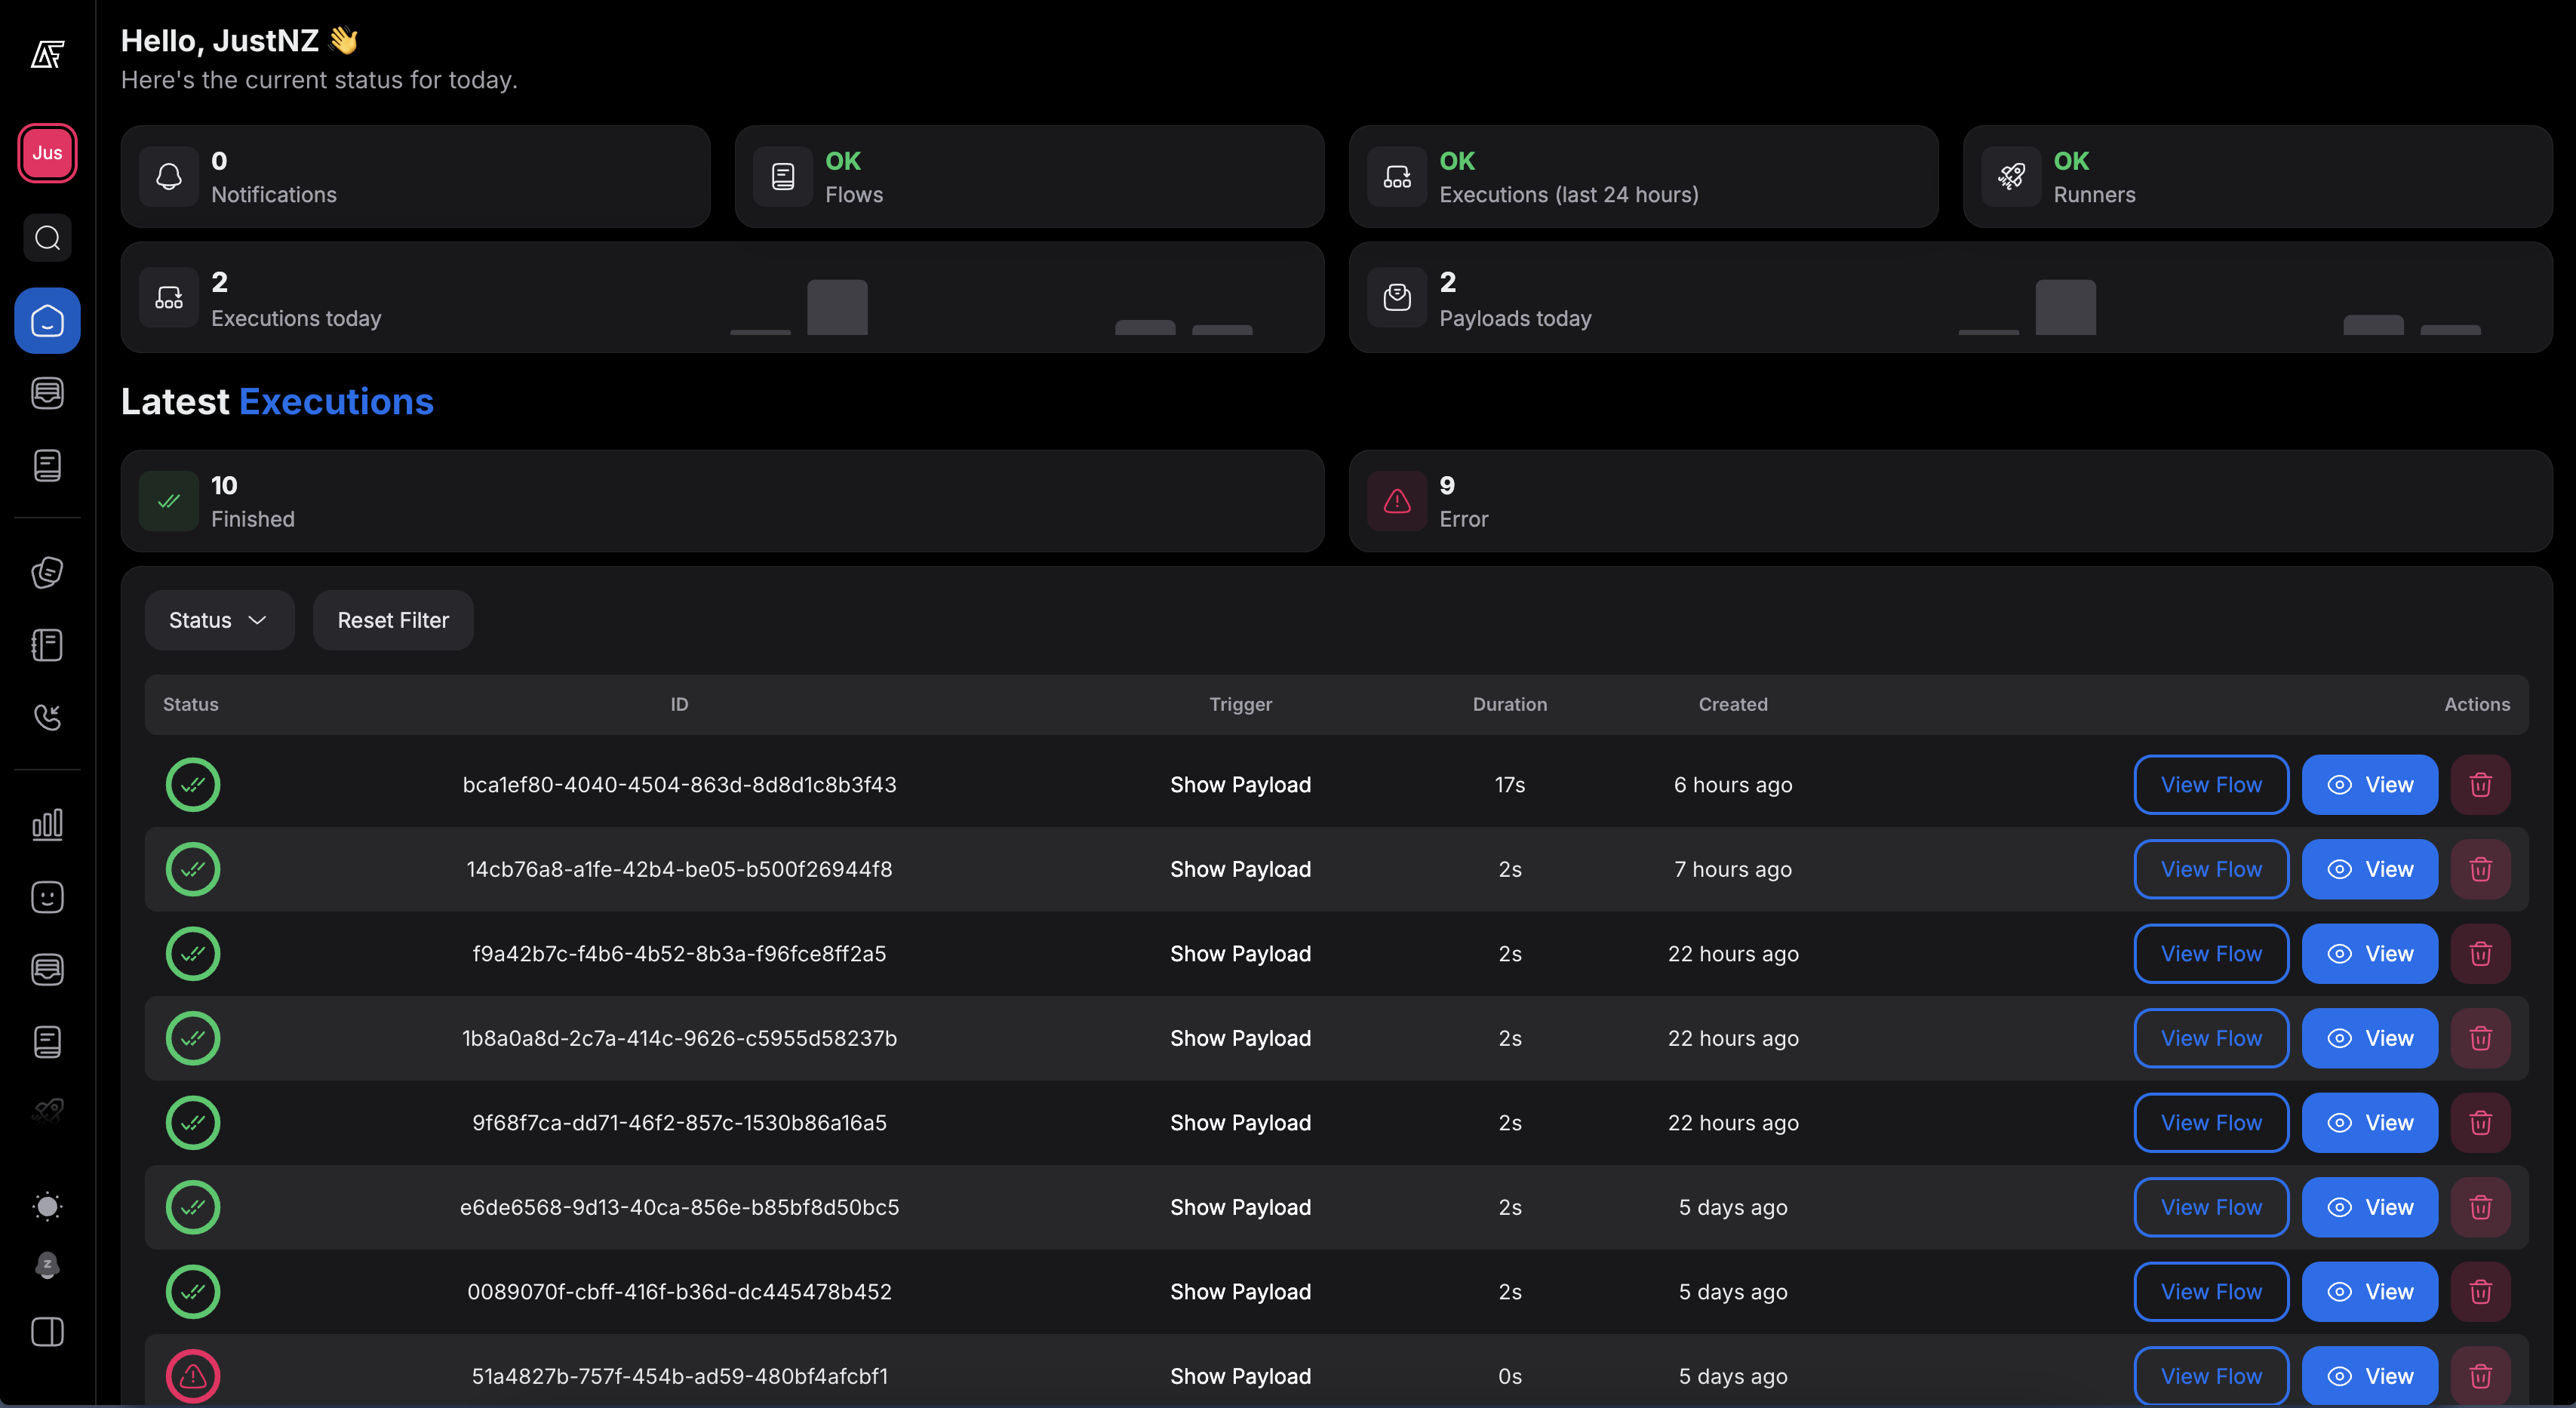 Hello, JustNZ 👋
Here's the current status for today.
Jus
0
Notifications
OK
Flows
OK
Executions (last 24 hours)
OK
Runners
2
Executions today
2
Payloads today
Latest Executions
10
Finished
9
Error
Status
Reset Filter
Status ID Trigger Duration Created Actions
bca1ef80-4040-4504-863d-8d8d1c8b3f43 Show Payload 17s 6 hours ago View Flow View
14cb76a8-a1fe-42b4-be05-b500f26944f8 Show Payload 2s 7 hours ago View Flow View
f9a42b7c-f4b6-4b52-8b3a-f96fce8ff2a5 Show Payload 2s 22 hours ago View Flow View
1b8a0a8d-2c7a-414c-9626-c5955d58237b Show Payload 2s 22 hours ago View Flow View
9f68f7ca-dd71-46f2-857c-1530b86a16a5 Show Payload 2s 22 hours ago View Flow View
e6de6568-9d13-40ca-856e-b85bf8d50bc5 Show Payload 2s 5 days ago View Flow View
0089070f-cbff-416f-b36d-dc445478b452 Show Payload 2s 5 days ago View Flow View
51a4827b-757f-454b-ad59-480bf4afcbf1 Show Payload 0s 5 days ago View Flow View